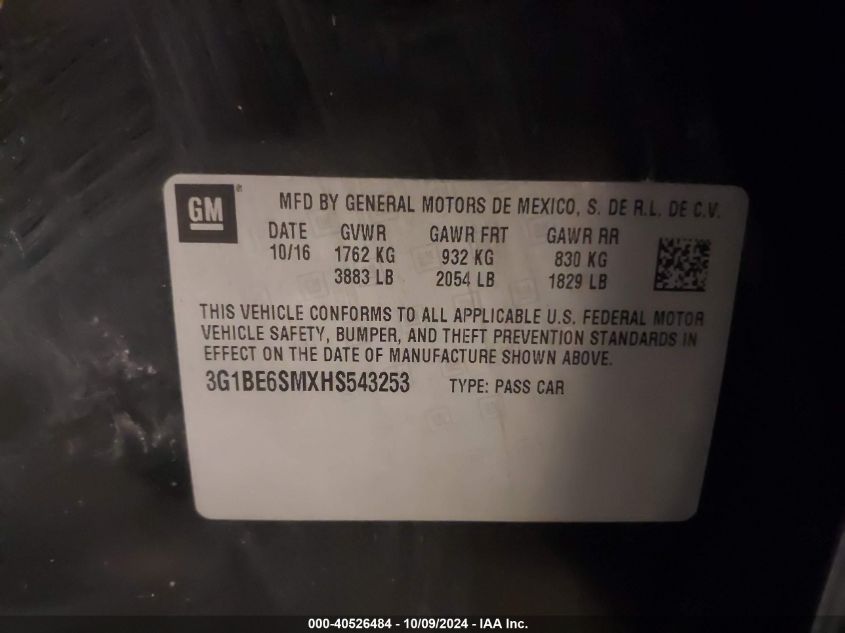 GM® MFD BY GENERAL MOTORS DE MEXICO, S. DE R.L. DE C.V.
DATE GVWR GAWR FRT GAWR RR
10/16 1762 KG 932 KG 830 KG
3883 LB 2054 LB 1829 LB
THIS VEHICLE CONFORMS TO ALL APPLICABLE U.S. FEDERAL MOTOR
VEHICLE SAFETY, BUMPER, AND THEFT PREVENTION STANDARDS IN
EFFECT ON THE DATE OF MANUFACTURE SHOWN ABOVE.
3G1BE6SMXHS543253 TYPE: PASS CAR
000-40526484 - 10/09/2024 - IAA Inc.